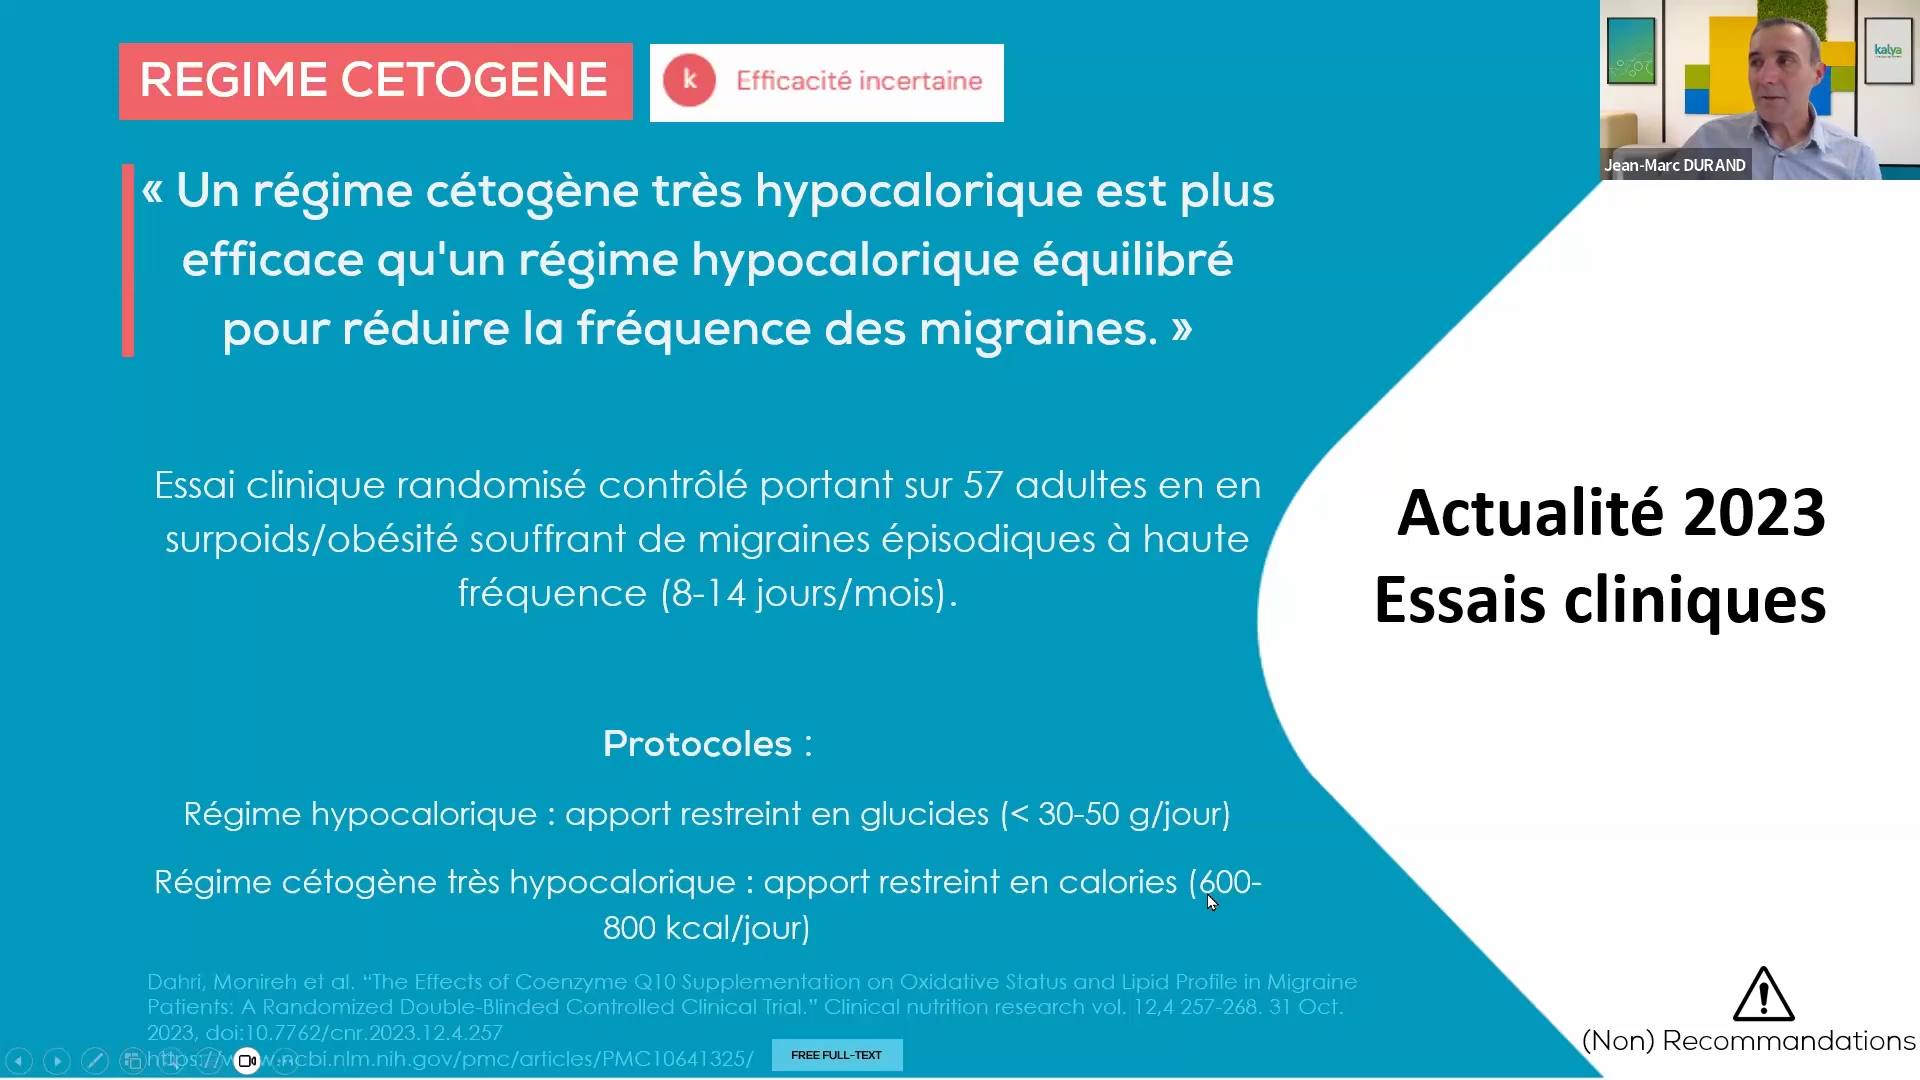 REGIME CETOGENE
k Efficacité incertaine
« Un régime cétogène très hypocalorique est plus
efficace qu'un régime hypocalorique équilibré
pour réduire la fréquence des migraines. »
Essai clinique randomisé contrôlé portant sur 57 adultes en en
surpoids/obésité souffrant de migraines épisodiques à haute
fréquence (8-14 jours/mois).
Protocoles :
Régime hypocalorique : apport restreint en glucides (< 30-50 g/jour)
Régime cétogène très hypocalorique : apport restreint en calories (600-
800 kcal/jour)
Dahri, Monireh et al. “The Effects of Coenzyme Q10 Supplementation on Oxidative Status and Lipid Profile in Migraine
Patients: A Randomized Double-Blinded Controlled Clinical Trial.” Clinical nutrition research vol. 12,4 257-268. 31 Oct.
2023, doi:10.7762/cnr.2023.12.4.257
https://www.ncbi.nlm.nih.gov/pmc/articles/PMC10641325/
FREE FULL-TEXT
kalya
Jean-Marc DURAND
Actualité 2023
Essais cliniques
(Non) Recommandations